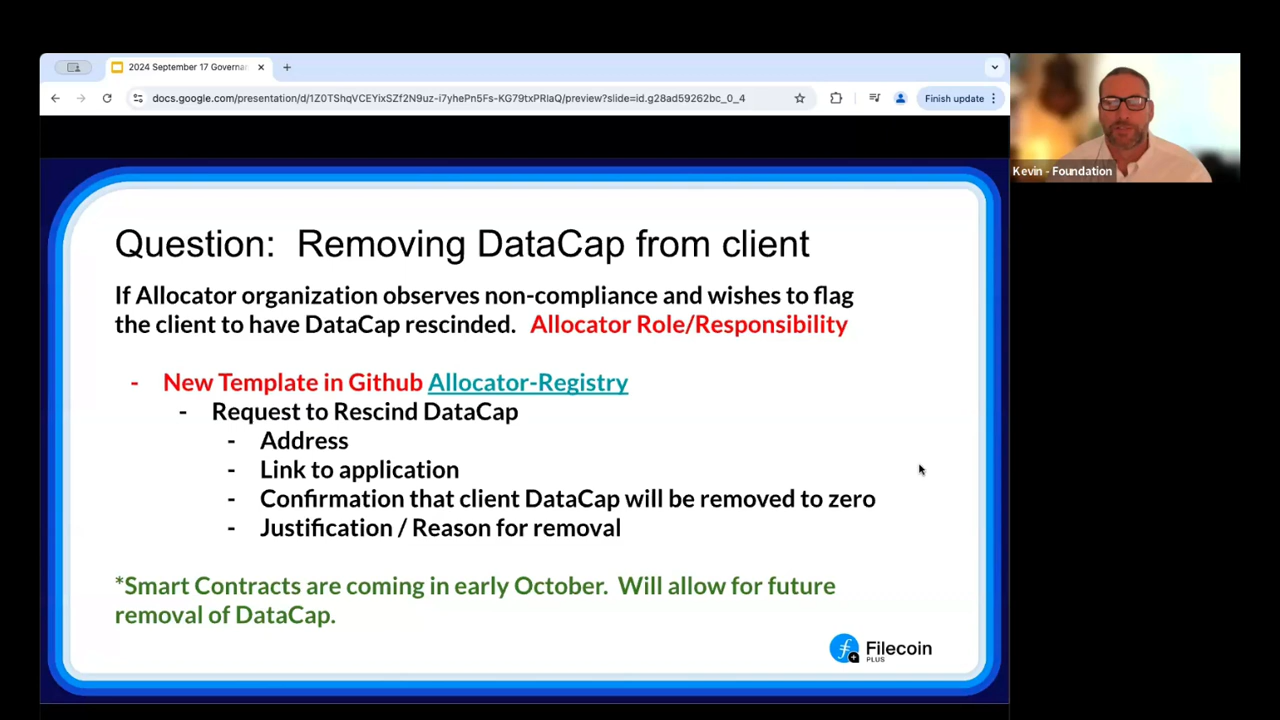 2024 September 17 Governa
docs.google.com/presentation/d/1Z0TShqVCEYixSZf2N9uz-i7yhePn5Fs-KG79txPRlaQ/preview?slide=id.g28ad59262bc_0_4
Finish update
Kevin - Foundation
Question: Removing DataCap from client
If Allocator organization observes non-compliance and wishes to flag
the client to have DataCap rescinded. Allocator Role/Responsibility
- New Template in Github Allocator-Registry
- Request to Rescind DataCap
- Address
- Link to application
- Confirmation that client DataCap will be removed to zero
- Justification / Reason for removal
*Smart Contracts are coming in early October. Will allow for future
removal of DataCap.
Filecoin
PLUS